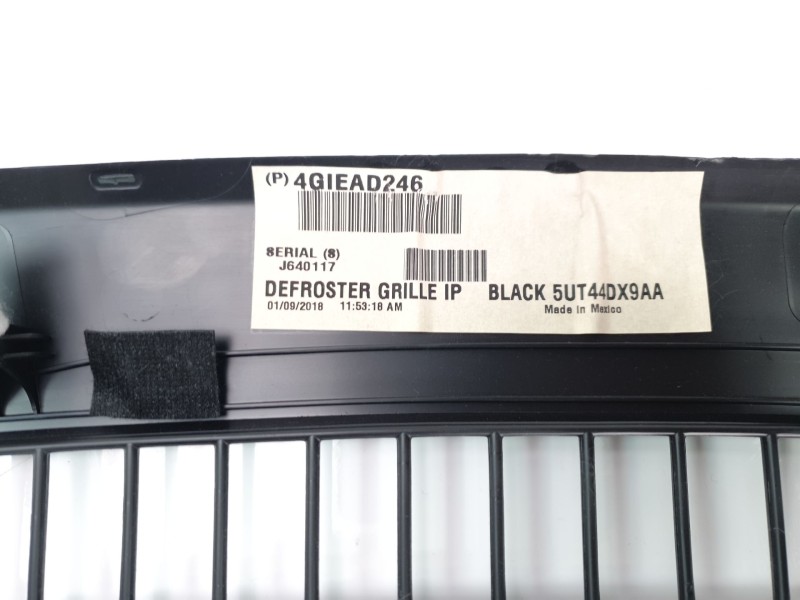 (P) 4GIEAD246
SERIAL (S)
J640117
DEFROSTER GRILLE IP BLACK 5UT44DX9AA
01/09/2018 11:53:18 AM Made in Mexico